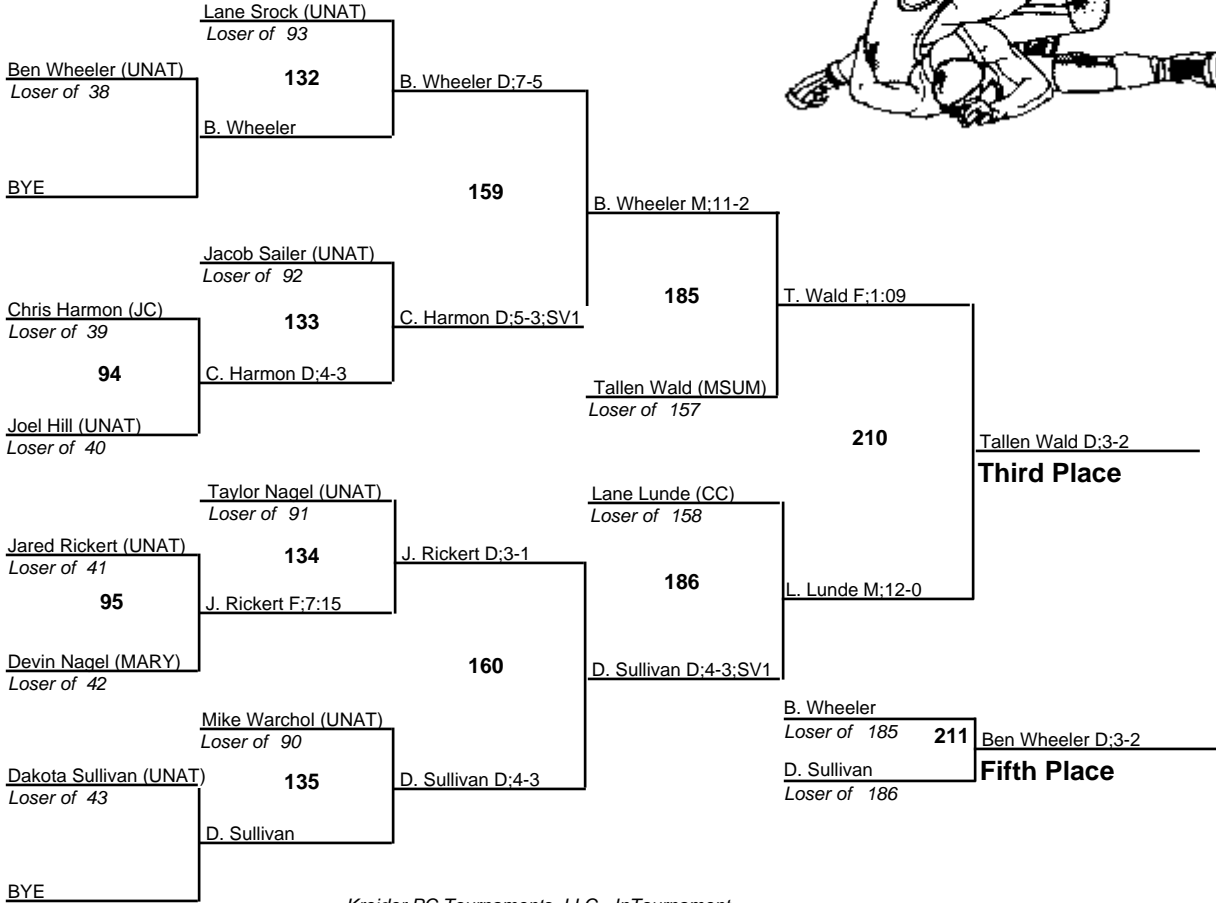 Lane Srock (UNAT)
Loser of 93
Ben Wheeler (UNAT)
Loser of 38
132
B. Wheeler D;7-5
B. Wheeler
BYE
159
B. Wheeler M;11-2
Jacob Sailer (UNAT)
Loser of 92
Chris Harmon (JC)
Loser of 39
133
C. Harmon D;5-3;SV1
185
T. Wald F;1:09
94
C. Harmon D;4-3
Tallen Wald (MSUM)
Loser of 157
Joel Hill (UNAT)
Loser of 40
210
Tallen Wald D;3-2
Third Place
Taylor Nagel (UNAT)
Loser of 91
Lane Lunde (CC)
Loser of 158
Jared Rickert (UNAT)
Loser of 41
134
J. Rickert D;3-1
186
L. Lunde M;12-0
95
J. Rickert F;7:15
Devin Nagel (MARY)
Loser of 42
160
D. Sullivan D;4-3;SV1
Mike Warchol (UNAT)
Loser of 90
B. Wheeler
Loser of 185
211
Ben Wheeler D;3-2
Fifth Place
Dakota Sullivan (UNAT)
Loser of 43
135
D. Sullivan D;4-3
D. Sullivan
Loser of 186
D. Sullivan
BYE